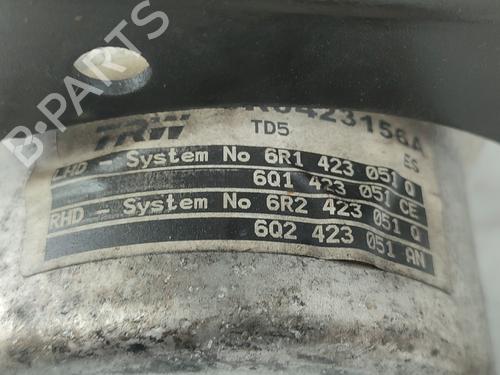 B-PARTS
TRW
TD5
ES
LHD - System No 6R1 423 051 Q
6Q1 423 051 CE
RHD - System No 6R2 423 051 Q
6Q2 423 051 AN